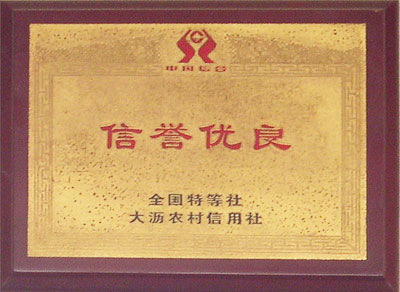 中国信合
信誉优良
全国特等社
大沥农村信用社